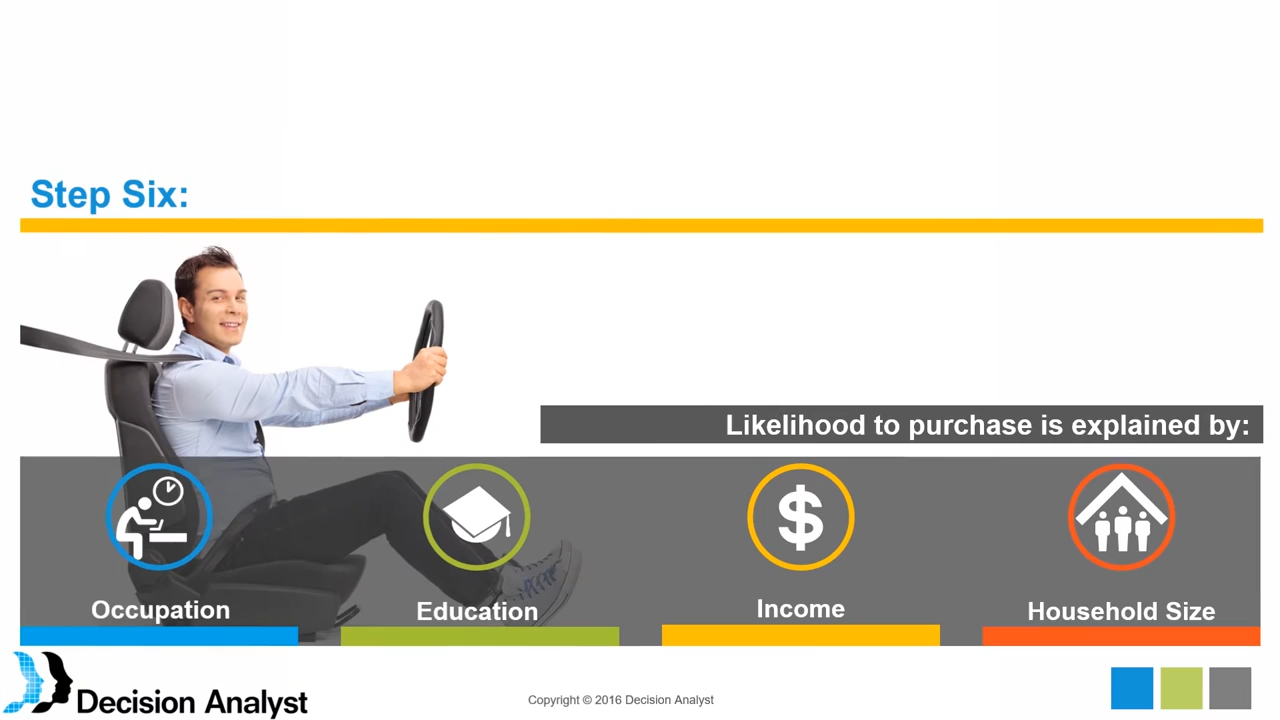 Step Six:
Likelihood to purchase is explained by:
$
Occupation
Education
Income
Household Size
Decision Analyst
Copyright © 2016 Decision Analyst